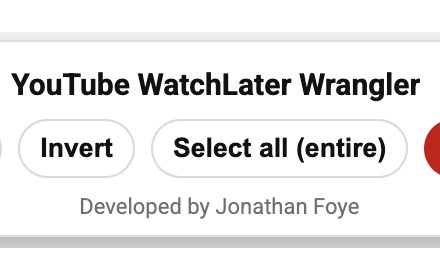 YouTube WatchLater Wrangler
Invert Select all (entire)
Developed by Jonathan Foye